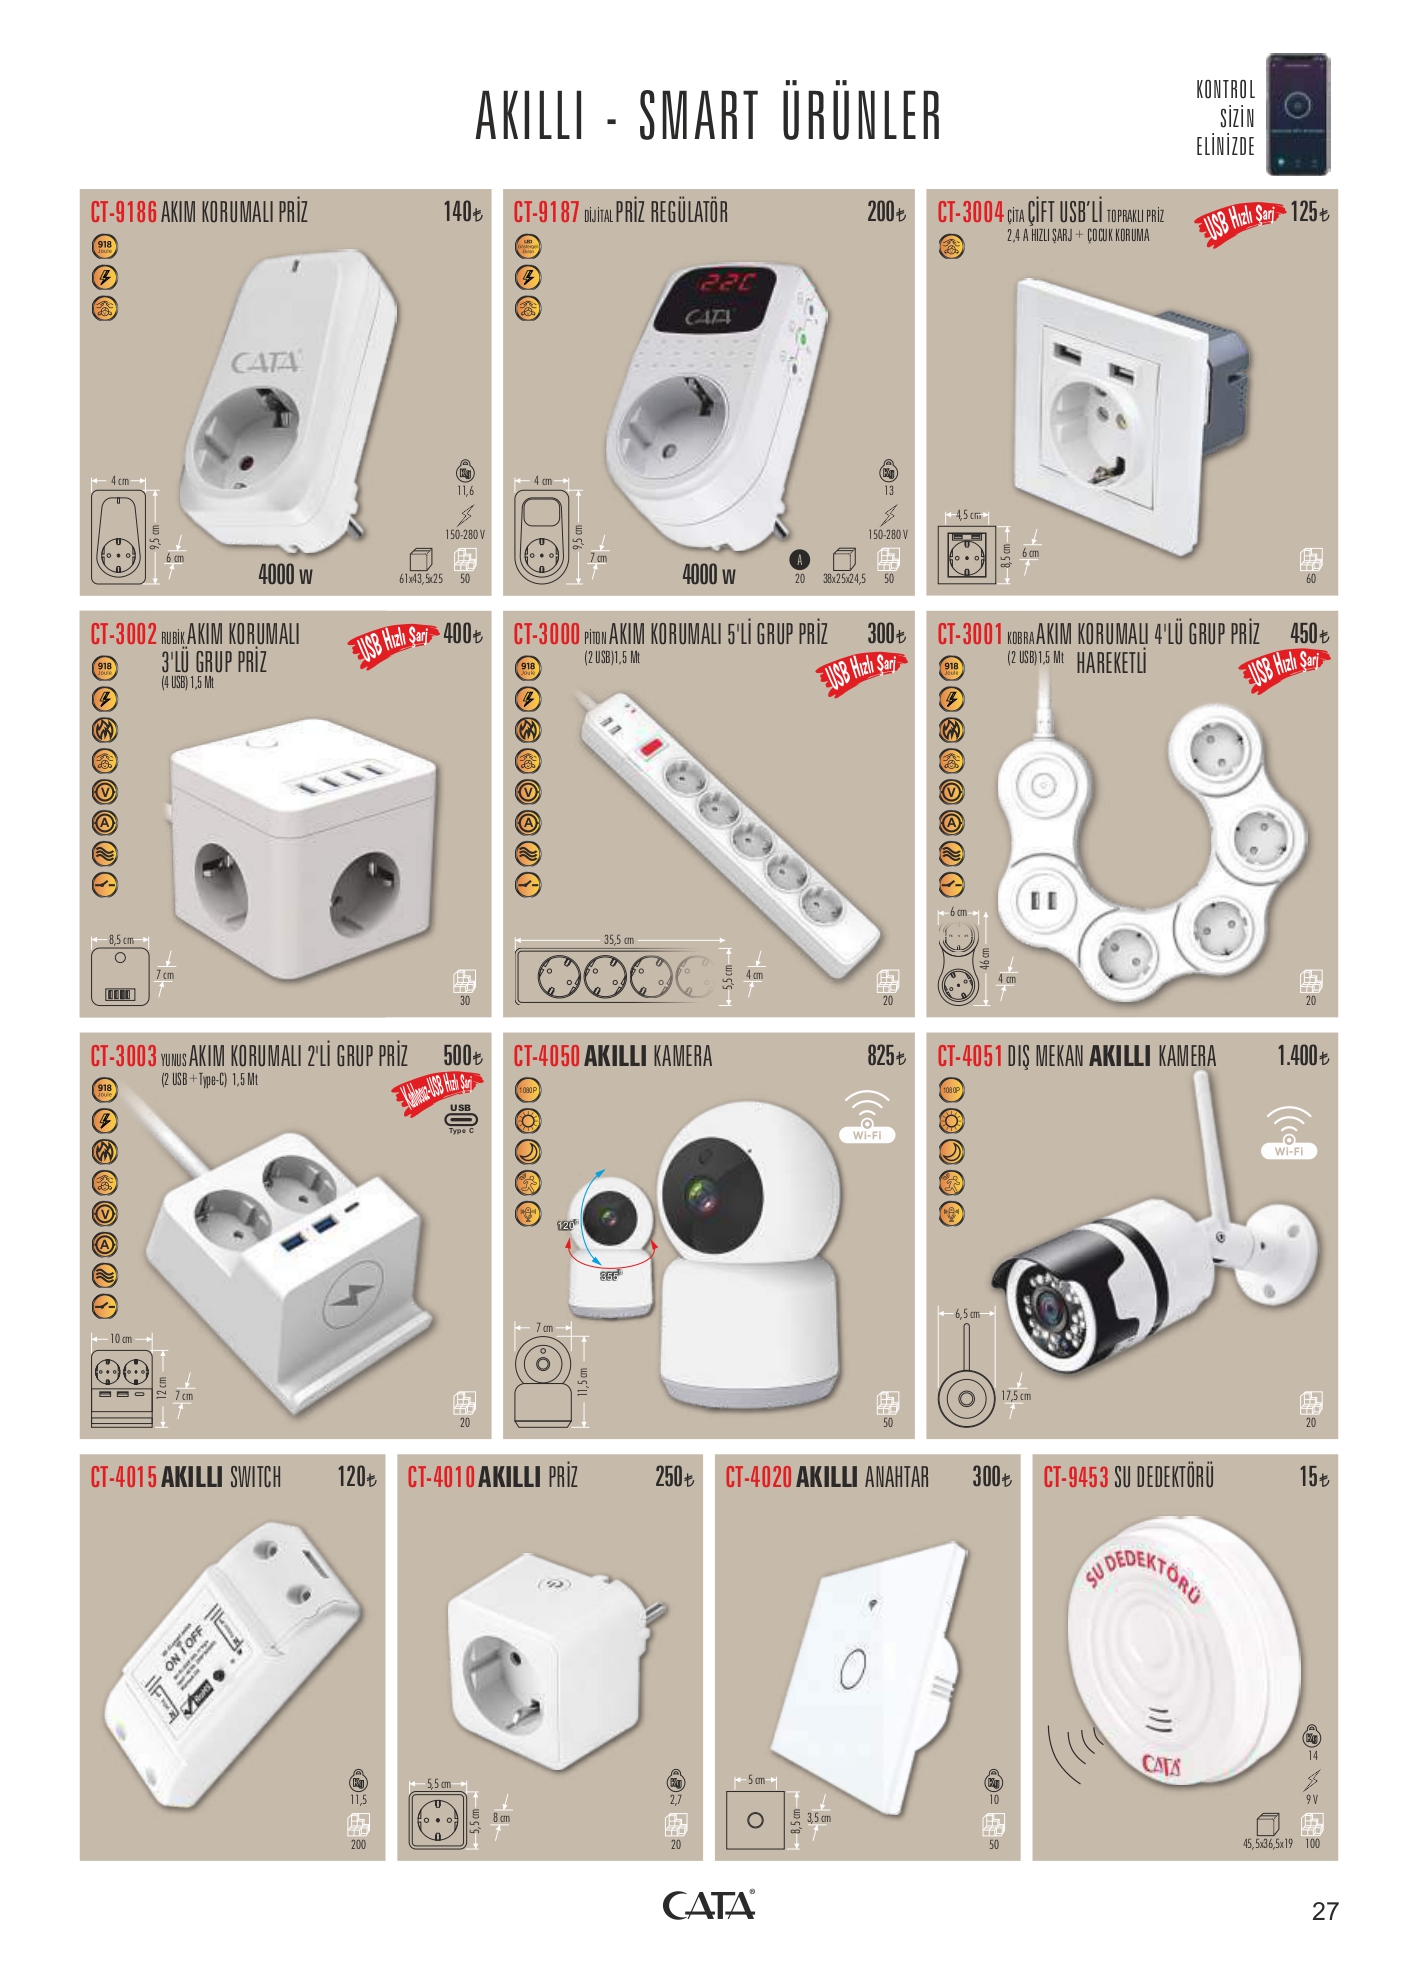 AKILLI - SMART ÜRÜNLER
KONTROL
SİZİN
ELİNİZDE
CT-9186 AKIM KORUMALI PRİZ 140₺
918
Joule
CATA
4 cm
9,5 cm
6 cm
4000 w
Kg
11,6
150-280 V
61x43,5x25
50
CT-9187 DİJİTAL PRİZ REGÜLATÖR 200₺
LED
22C
CATA
4 cm
9,5 cm
7 cm
4000 w
A
20
38x25x24,5
Kg
13
150-280 V
50
CT-3004 ÇİTA ÇİFT USB'Lİ TOPRAKLI PRİZ 125₺
2,4 A HIZLI ŞARJ + ÇOCUK KORUMA
USB Hızlı Şarj
4,5 cm
8,5 cm
6 cm
60
CT-3002 RUBİK AKIM KORUMALI 400₺
3'LÜ GRUP PRİZ
(4 USB) 1,5 Mt
USB Hızlı Şarj
918
Joule
V
A
8,5 cm
7 cm
30
CT-3000 PİTON AKIM KORUMALI 5'Lİ GRUP PRİZ 300₺
(2 USB)1,5 Mt
USB Hızlı Şarj
918
Joule
V
A
35,5 cm
5,5 cm
4 cm
20
CT-3001 KOBRA AKIM KORUMALI 4'LÜ GRUP PRİZ 450₺
(2 USB)1,5 Mt HAREKETLİ
USB Hızlı Şarj
918
Joule
V
A
6 cm
46 cm
4 cm
20
CT-3003 YUNUS AKIM KORUMALI 2'Lİ GRUP PRİZ 500₺
(2 USB+Type-C) 1,5 Mt
Kablosuz-USB Hızlı Şarj
USB
Type C
918
Joule
V
A
10 cm
12 cm
7 cm
20
CT-4050 AKILLI KAMERA 825₺
1080P
Wi-Fi
120°
355°
7 cm
11,5 cm
50
CT-4051 DIŞ MEKAN AKILLI KAMERA 1.400₺
1080P
Wi-Fi
6,5 cm
17,5 cm
20
CT-4015 AKILLI SWITCH 120₺
ON / OFF
RoHS
Kg
11,5
200
CT-4010 AKILLI PRİZ 250₺
5,5 cm
5,5 cm
8 cm
Kg
2,7
20
CT-4020 AKILLI ANAHTAR 300₺
5 cm
8,5 cm
3,5 cm
Kg
10
50
CT-9453 SU DEDEKTÖRÜ 15₺
SU DEDEKTÖRÜ
CATA
Kg
14
9 V
45,5x36,5x19
100
CATA®
27